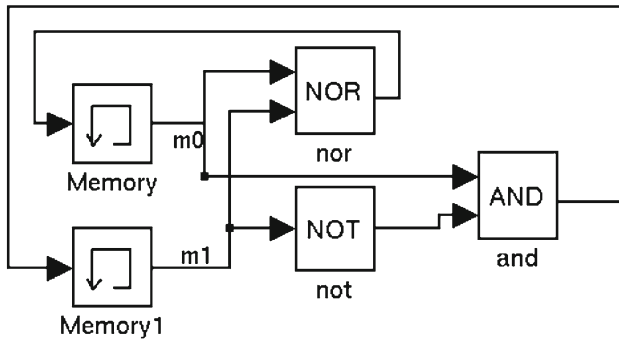 NOR
m0
nor
Memory
AND
NOT
m1
and
not
Memory1